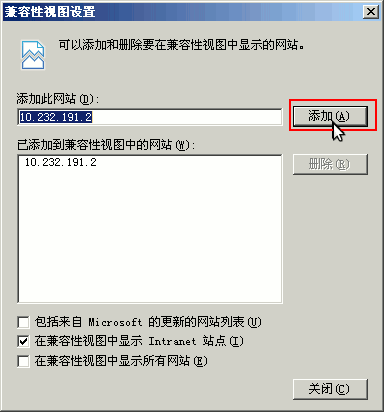 兼容性视图设置
可以添加和删除要在兼容性视图中显示的网站。
添加此网站(D):
10.232.191.2
添加(A)
已添加到兼容性视图中的网站(W):
10.232.191.2
删除(R)
包括来自 Microsoft 的更新的网站列表(U)
在兼容性视图中显示 Intranet 站点(I)
在兼容性视图中显示所有网站(E)
关闭(C)